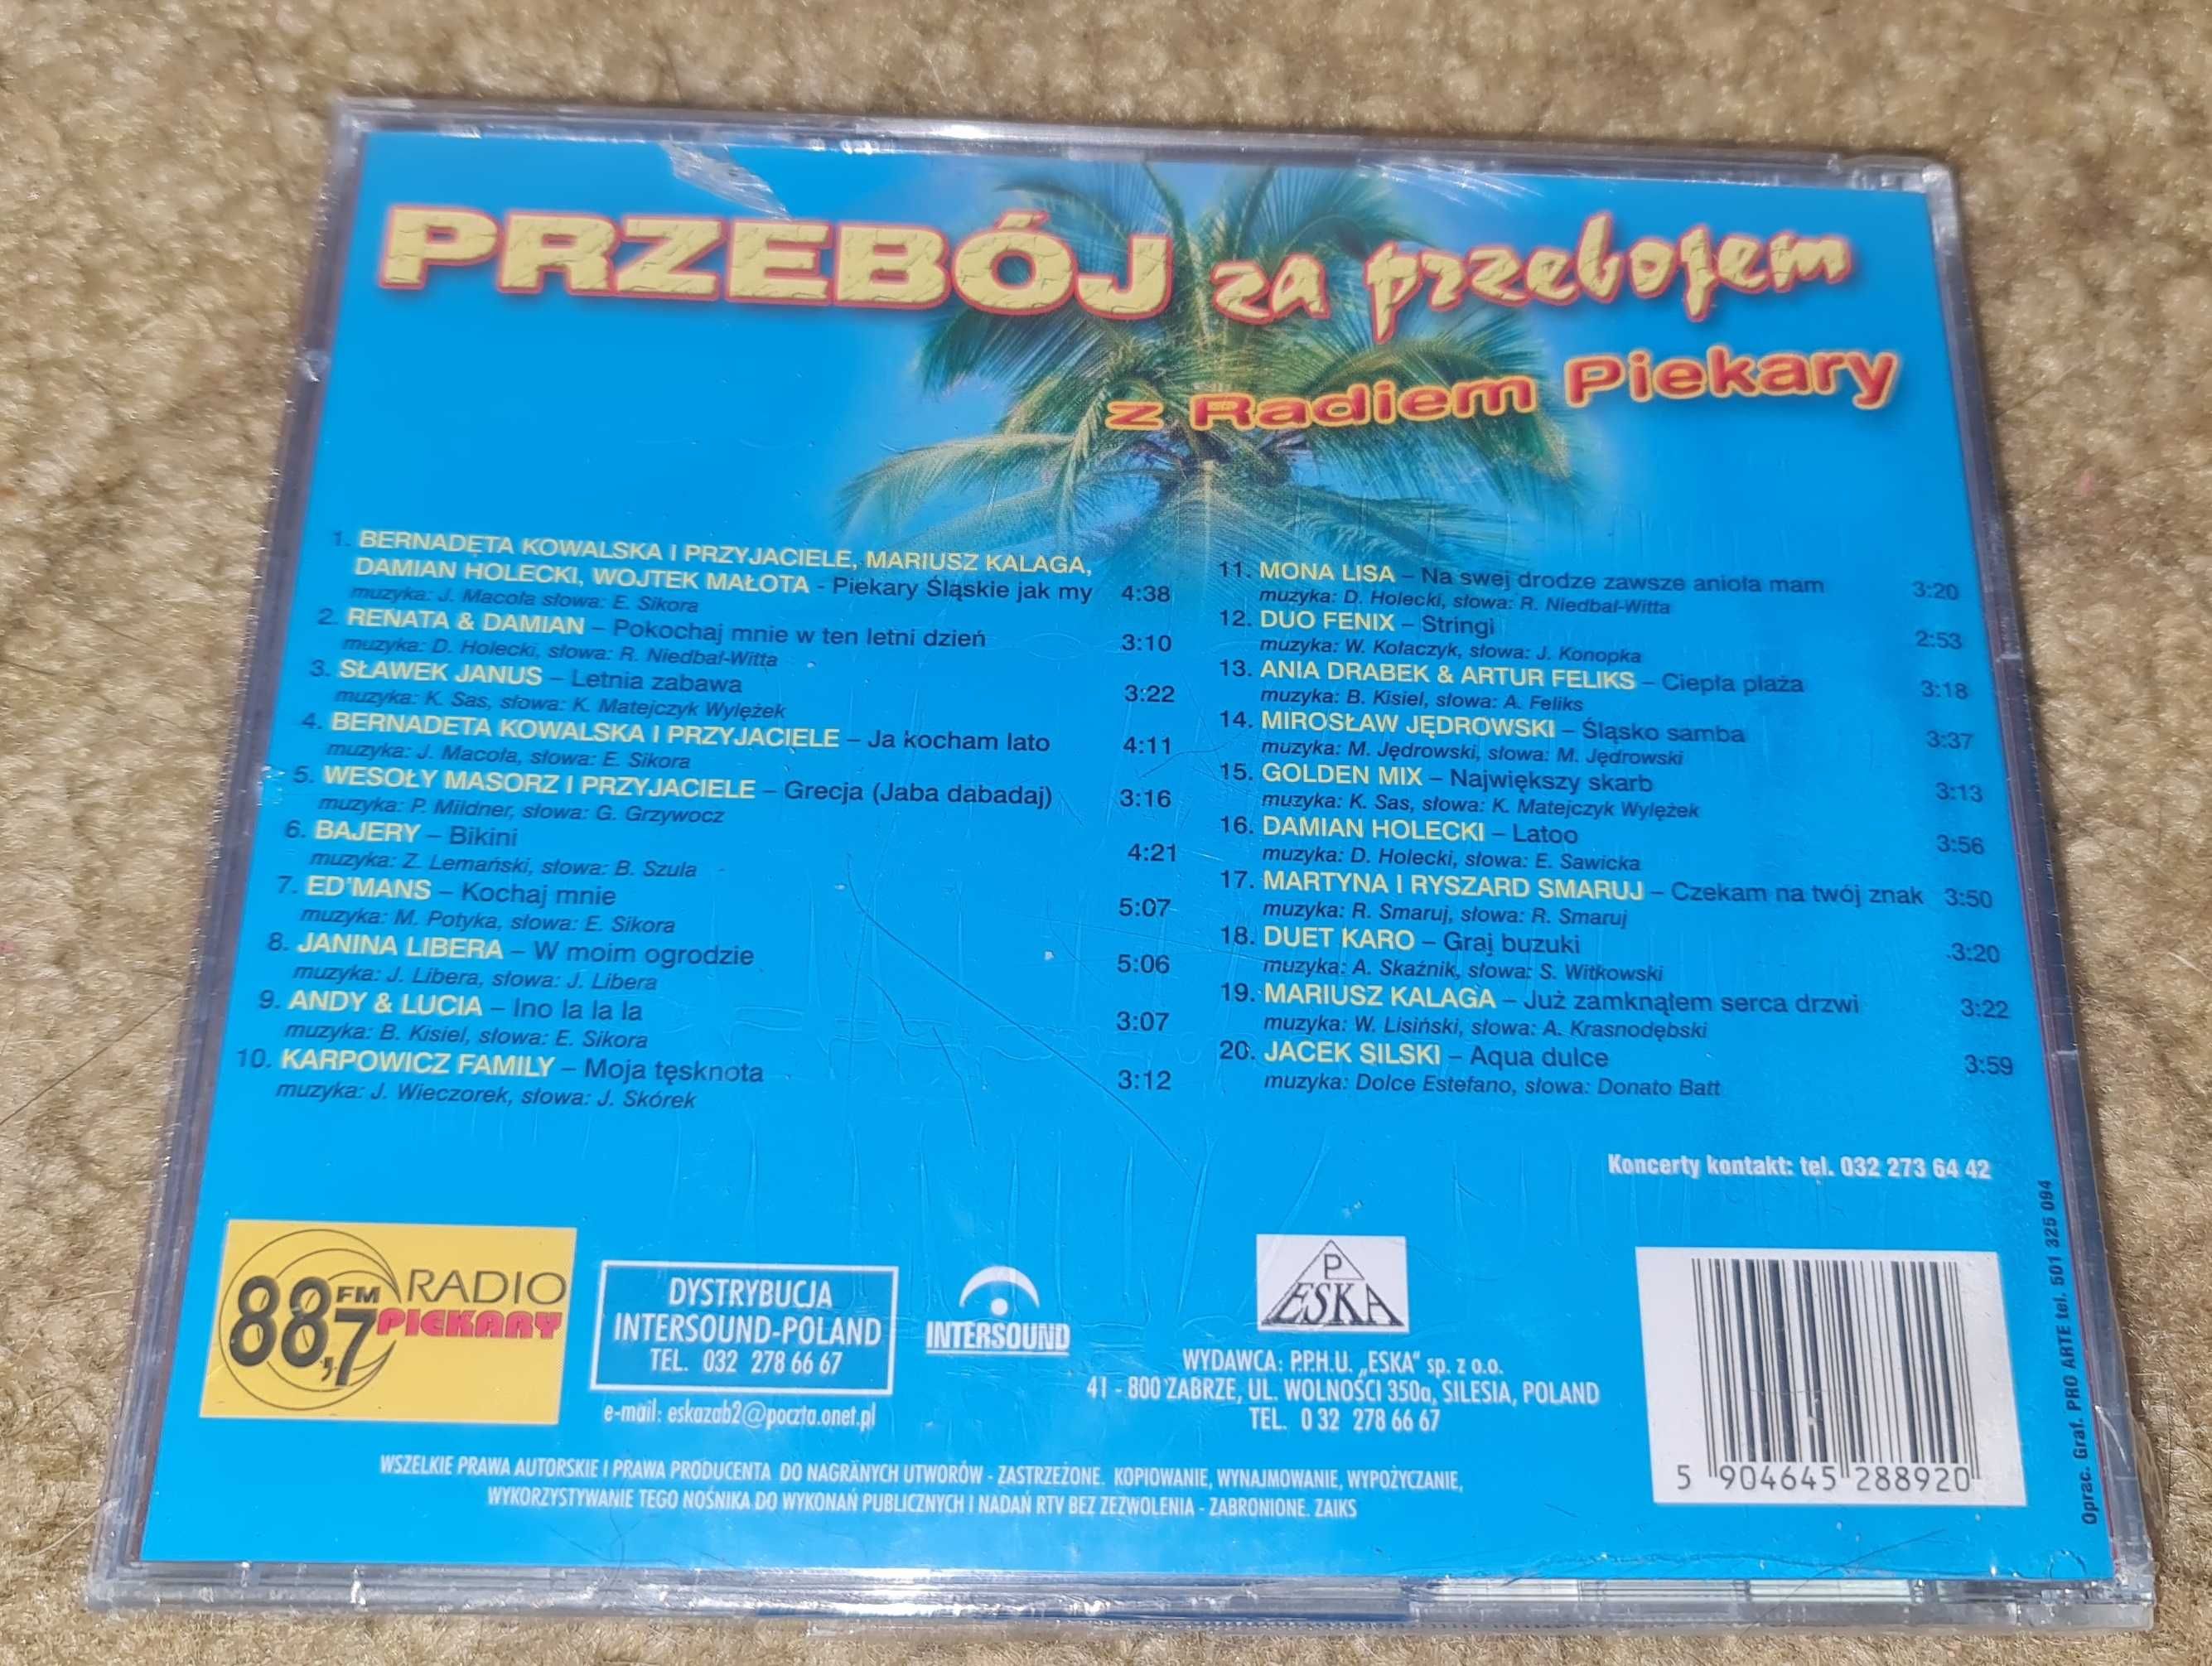 PRZEBÓJ za przebojem
z Radiem Piekary
1. BERNADETA KOWALSKA I PRZYJACIELE, MARIUSZ KALAGA,
DAMIAN HOLECKI, WOJTEK MAŁOTA - Piekary Śląskie jak my 4:38
muzyka: J. Macoła słowa: E. Sikora
2. RENATA & DAMIAN – Pokochaj mnie w ten letni dzień 3:10
muzyka: D. Holecki, słowa: R. Niedbał-Witta
3. SŁAWEK JANUS – Letnia zabawa 3:22
muzyka: K. Sas, słowa: K. Matejczyk Wylężek
4. BERNADETA KOWALSKA I PRZYJACIELE – Ja kocham lato 4:11
muzyka: J. Macoła, słowa: E. Sikora
5. WESOŁY MASORZ I PRZYJACIELE – Grecja (Jaba dabadaj) 3:16
muzyka: P. Mildner, słowa: G. Grzywocz
6. BAJERY – Bikini 4:21
muzyka: Z. Lemański, słowa: B. Szula
7. ED'MANS – Kochaj mnie 5:07
muzyka: M. Potyka, słowa: E. Sikora
8. JANINA LIBERA – W moim ogrodzie 5:06
muzyka: J. Libera, słowa: J. Libera
9. ANDY & LUCIA – Ino la la la 3:07
muzyka: B. Kisiel, słowa: E. Sikora
10. KARPOWICZ FAMILY – Moja tęsknota 3:12
muzyka: J. Wieczorek, słowa: J. Skórek
11. MONA LISA – Na swej drodze zawsze anioła mam 3:20
muzyka: D. Holecki, słowa: R. Niedbał-Witta
12. DUO FENIX – Stringi 2:53
muzyka: W. Kołaczyk, słowa: J. Konopka
13. ANIA DRABEK & ARTUR FELIKS – Ciepła plaża 3:18
muzyka: B. Kisiel, słowa: A. Feliks
14. MIROSŁAW JĘDROWSKI – Śląsko samba 3:37
muzyka: M. Jędrowski, słowa: M. Jędrowski
15. GOLDEN MIX – Największy skarb 3:13
muzyka: K. Sas, słowa: K. Matejczyk Wylężek
16. DAMIAN HOLECKI – Latoo 3:56
muzyka: D. Holecki, słowa: E. Sawicka
17. MARTYNA I RYSZARD SMARUJ – Czekam na twój znak 3:50
muzyka: R. Smaruj, słowa: R. Smaruj
18. DUET KARO – Graj buzuki 3:20
muzyka: A. Skaźnik, słowa: S. Witkowski
19. MARIUSZ KALAGA – Już zamknąłem serca drzwi 3:22
muzyka: W. Lisiński, słowa: A. Krasnodębski
20. JACEK SILSKI – Aqua dulce 3:59
muzyka: Dolce Estefano, słowa: Donato Batt
Koncerty kontakt: tel. 032 273 64 42
88,7 FM RADIO
PIEKARY
DYSTRYBUCJA
INTERSOUND-POLAND
TEL. 032 278 66 67
e-mail: eskazab2@poczta.onet.pl
INTERSOUND
P
ESKA
WYDAWCA: P.P.H.U. „ESKA" sp. z o.o.
41 - 800 ZABRZE, UL. WOLNOŚCI 350a, SILESIA, POLAND
TEL. 0 32 278 66 67
5 904645 288920
Oprac. Graf. PRO ARTE tel. 501 325 094
WSZELKIE PRAWA AUTORSKIE I PRAWA PRODUCENTA DO NAGRANYCH UTWORÓW - ZASTRZEŻONE. KOPIOWANIE, WYNAJMOWANIE, WYPOŻYCZANIE,
WYKORZYSTYWANIE TEGO NOŚNIKA DO WYKONAŃ PUBLICZNYCH I NADAŃ RTV BEZ ZEZWOLENIA - ZABRONIONE. ZAIKS